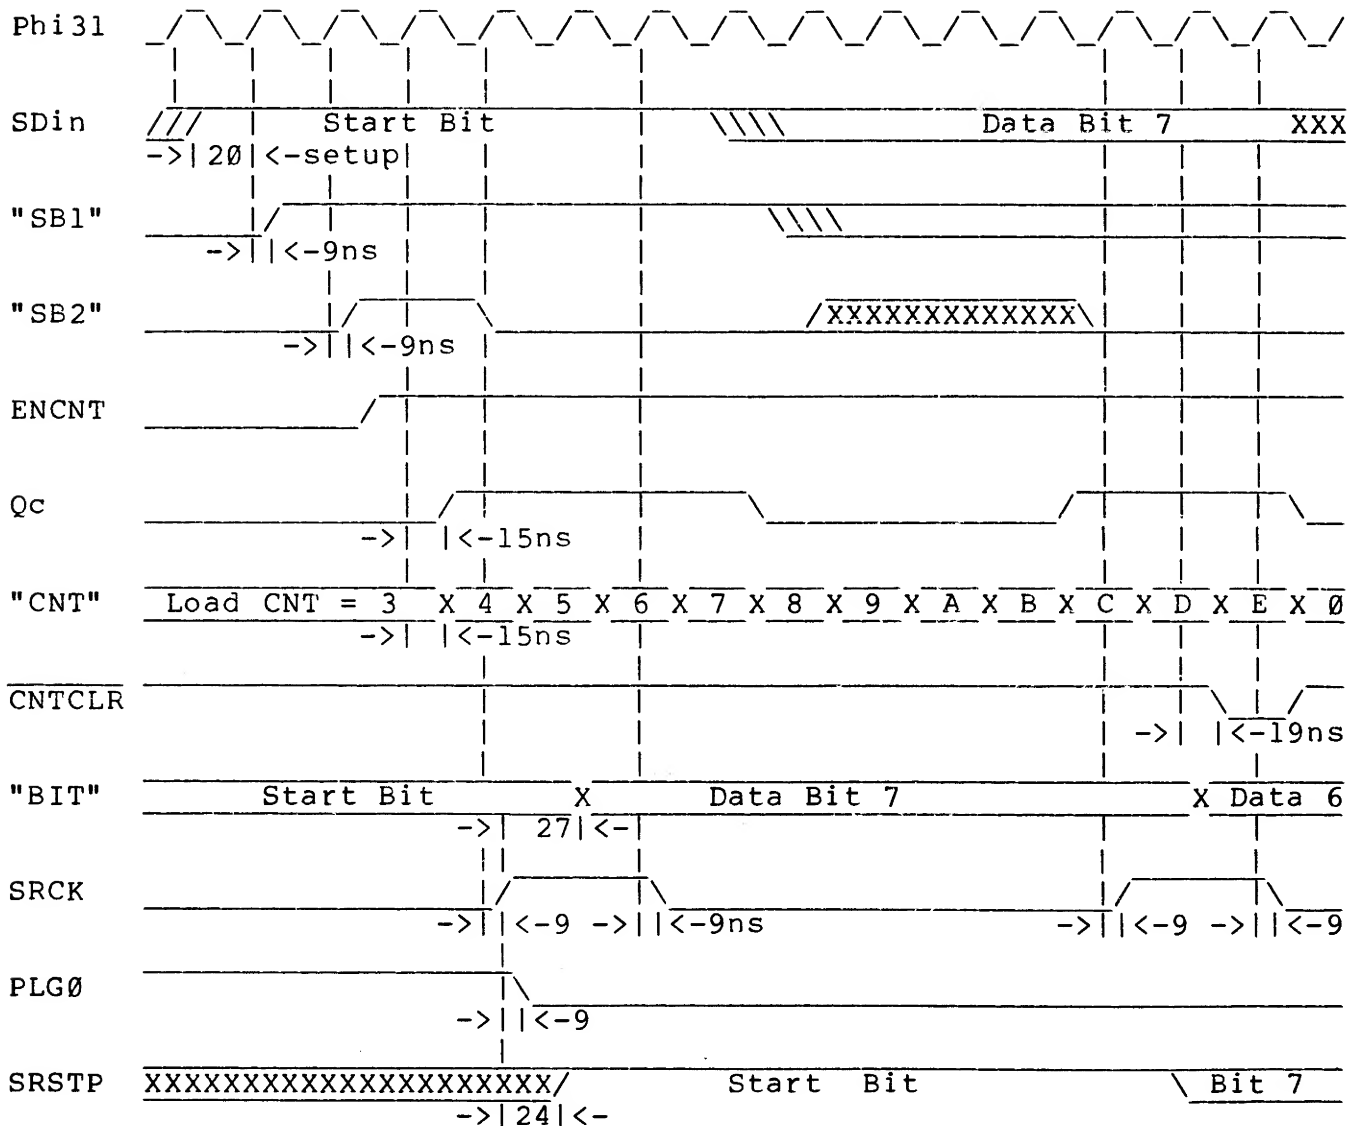 Phi31
SDin /// Start Bit \\\\ Data Bit 7 XXX
->|20|<-setup|
"SB1" / \\\\
->||<-9ns
"SB2" / \ /XXXXXXXXXXXXX\
->||<-9ns
ENCNT /
Qc / \ / \
->| |<-15ns
"CNT" Load CNT = 3 X 4 X 5 X 6 X 7 X 8 X 9 X A X B X C X D X E X Ø
->| |<-15ns
CNTCLR
->| |<-19ns
"BIT" Start Bit X Data Bit 7 X Data 6
->| 27|<-
SRCK
->||<-9 ->||<-9ns ->||<-9 ->||<-9
PLGØ
->||<-9
SRSTP XXXXXXXXXXXXXXXXXXXXX/ Start Bit \ Bit 7
->|24|<-